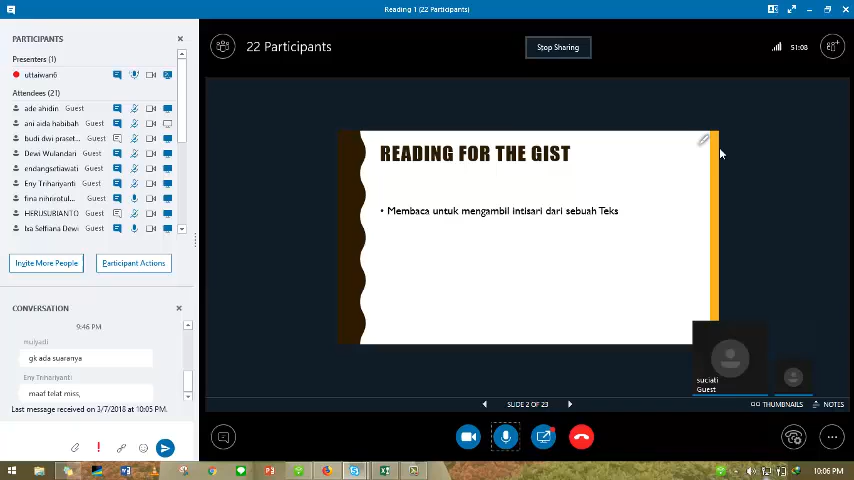 Reading 1 (22 Participants)
PARTICIPANTS
Presenters (1)
uttaiwan6
Attendees (21)
ade ahidin Guest
ani aida habibah Guest
budi dwi praset... Guest
Dewi Wulandari Guest
endangsetiawati Guest
Eny Trihariyanti Guest
fina nihrirotul... Guest
HERUSUBIANTO Guest
Ixa Selfiana Dewi Guest
Invite More People
Participant Actions
CONVERSATION
9:46 PM
mulyadi
gk ada suaranya
Eny Trihariyanti
maaf telat miss,
Last message received on 3/7/2018 at 10:05 PM.
22 Participants
Stop Sharing
51:08
READING FOR THE GIST
• Membaca untuk mengambil intisari dari sebuah Teks
suciati
Guest
SLIDE 2 OF 23
THUMBNAILS
NOTES
10:06 PM